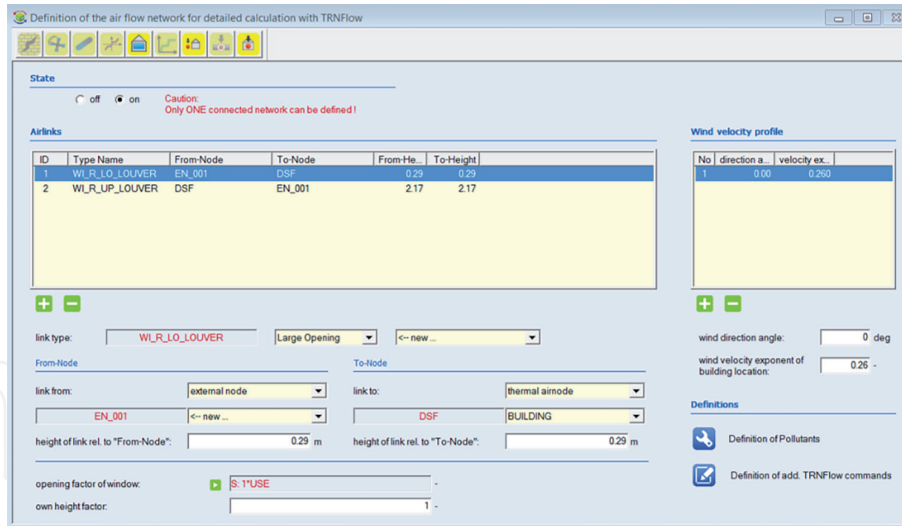 Definition of the air flow network for detailed calculation with TRNFlow
State
off on Caution:
Only ONE connected network can be defined !
Airlinks
ID Type Name From-Node To-Node From-He... To-Height
1 WI_R_LO_LOUVER EN_001 DSF 0.29 0.29
2 WI_R_UP_LOUVER DSF EN_001 2.17 2.17
Wind velocity profile
No direction a... velocity ex...
1 0.00 0.260
link type: WI_R_LO_LOUVER Large Opening <-- new ...
From-Node To-Node
link from: external node link to: thermal airnode
EN_001 <-- new ... DSF BUILDING
height of link rel. to "From-Node": 0.29 m height of link rel. to "To-Node": 0.29 m
opening factor of window: S: 1*USE -
own height factor: 1 -
wind direction angle: 0 deg
wind velocity exponent of
building location: 0.26 -
Definitions
Definition of Pollutants
Definition of add. TRNFlow commands